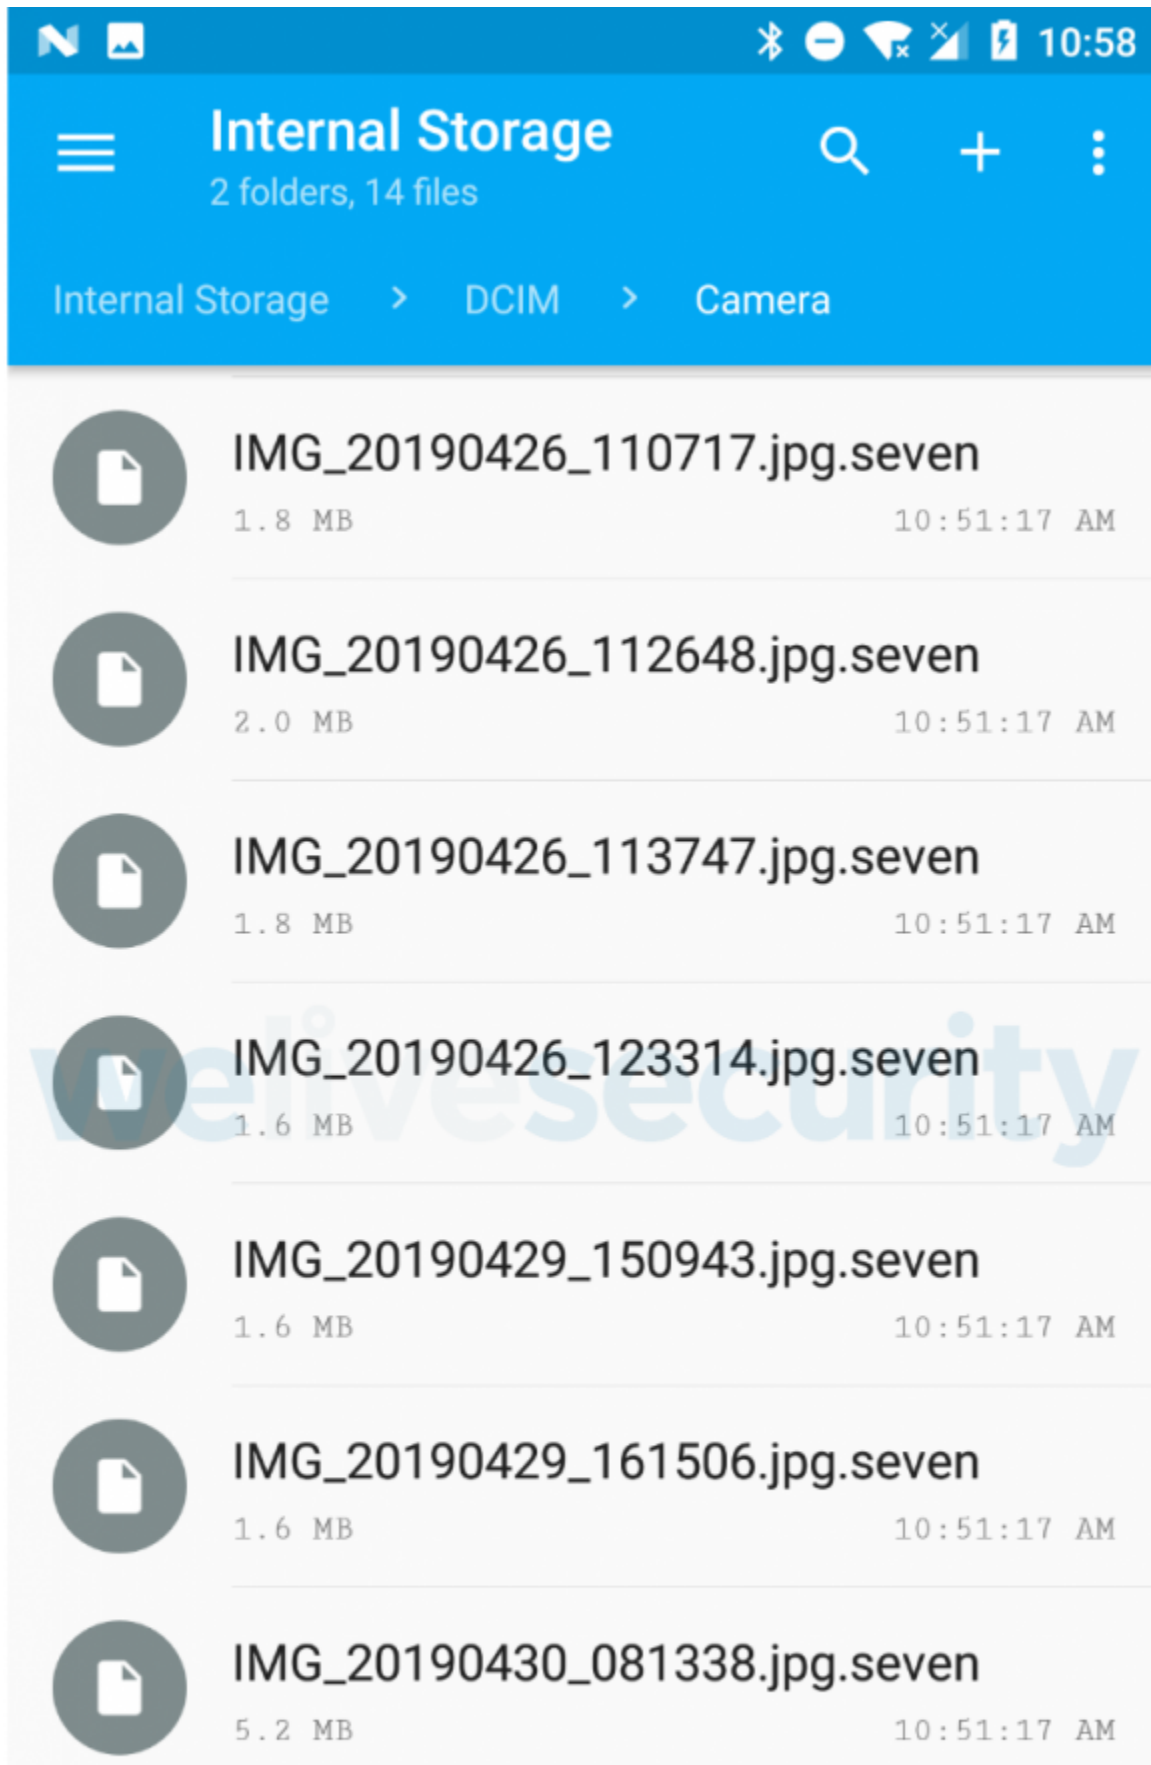 10:58
Internal Storage
2 folders, 14 files
Internal Storage > DCIM > Camera
IMG_20190426_110717.jpg.seven
1.8 MB 10:51:17 AM
IMG_20190426_112648.jpg.seven
2.0 MB 10:51:17 AM
IMG_20190426_113747.jpg.seven
1.8 MB 10:51:17 AM
welivesecurity
IMG_20190426_123314.jpg.seven
1.6 MB 10:51:17 AM
IMG_20190429_150943.jpg.seven
1.6 MB 10:51:17 AM
IMG_20190429_161506.jpg.seven
1.6 MB 10:51:17 AM
IMG_20190430_081338.jpg.seven
5.2 MB 10:51:17 AM